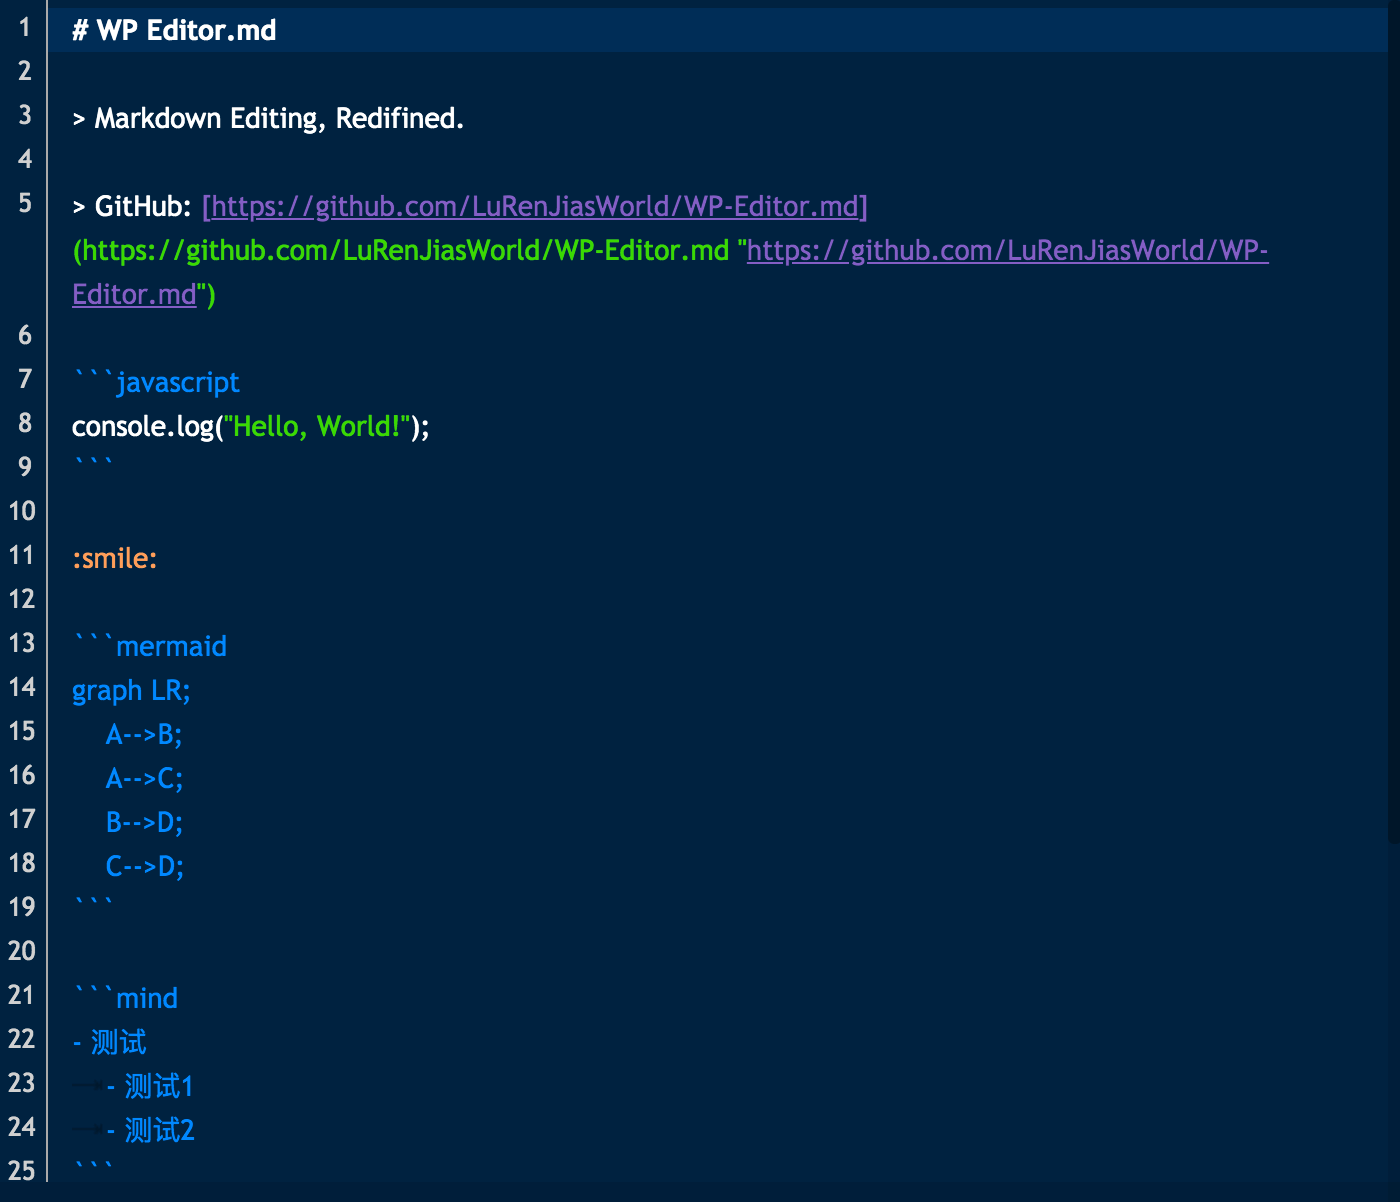 1 # WP Editor.md
2
3 > Markdown Editing, Redifined.
4
5 > GitHub: [https://github.com/LuRenJiasWorld/WP-Editor.md]
(https://github.com/LuRenJiasWorld/WP-Editor.md "https://github.com/LuRenJiasWorld/WP-
Editor.md")
6
7 ```javascript
8 console.log("Hello, World!");
9 ```
10
11 :smile:
12
13 ```mermaid
14 graph LR;
15     A-->B;
16     A-->C;
17     B-->D;
18     C-->D;
19 ```
20
21 ```mind
22 - 测试
23     - 测试1
24     - 测试2
25 ```